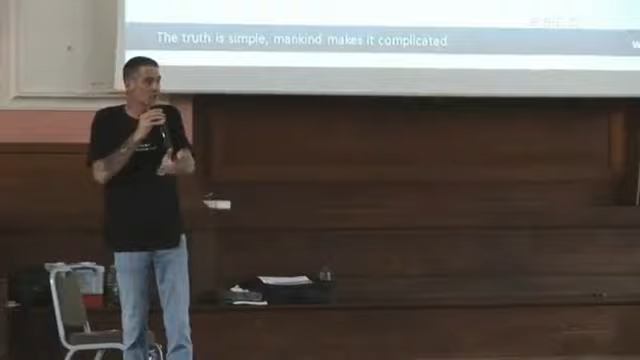 The truth is simple, mankind makes it complicated
w